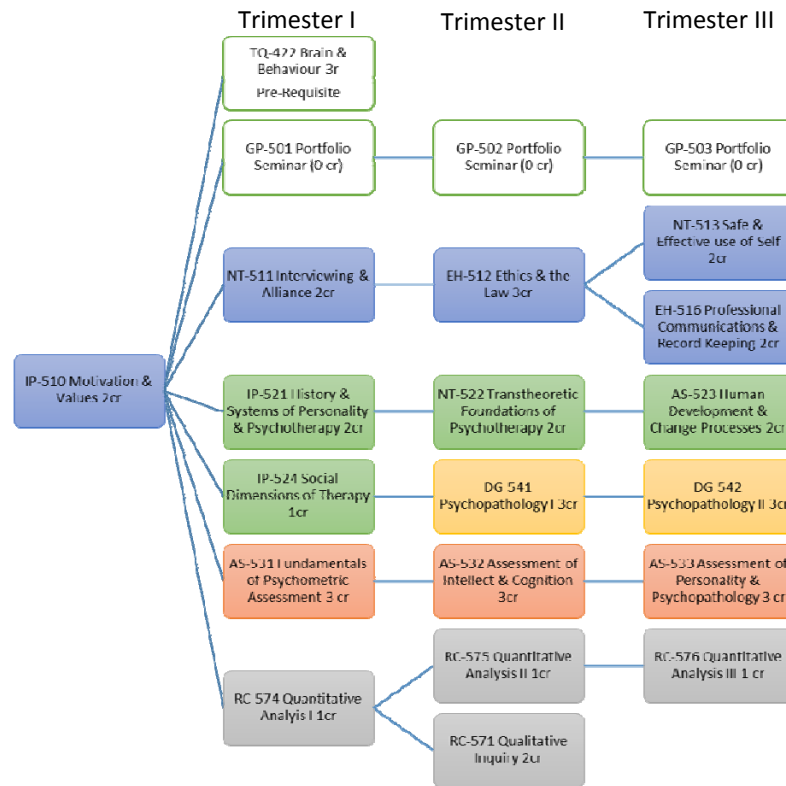 Trimester I
Trimester II
Trimester III
TQ-422 Brain &
Behaviour 3r
Pre-Requisite
GP-501 Portfolio
Seminar (0 cr)
GP-502 Portfolio
Seminar (0 cr)
GP-503 Portfolio
Seminar (0 cr)
NT-511 Interviewing &
Alliance 2cr
EH-512 Ethics & the
Law 3cr
NT-513 Safe &
Effective use of Self
2cr
EH-516 Professional
Communications &
Record Keeping 2cr
IP-510 Motivation &
Values 2cr
IP-521 History &
Systems of Personality
& Psychotherapy 2cr
NT-522 Transtheoretic
Foundations of
Psychotherapy 2cr
AS-523 Human
Development &
Change Processes 2cr
IP-524 Social
Dimensions of Therapy
1cr
DG 541
Psychopathology I 3cr
DG 542
Psychopathology II 3cr
AS-531 Fundamentals
of Psychometric
Assessment 3 cr
AS-532 Assessment of
Intellect & Cognition
3cr
AS-533 Assessment of
Personality &
Psychopathology 3 cr
RC 574 Quantitative
Analyis I 1cr
RC-575 Quantitative
Analysis II 1cr
RC-576 Quantitative
Analysis III 1 cr
RC-571 Qualitative
Inquiry 2cr